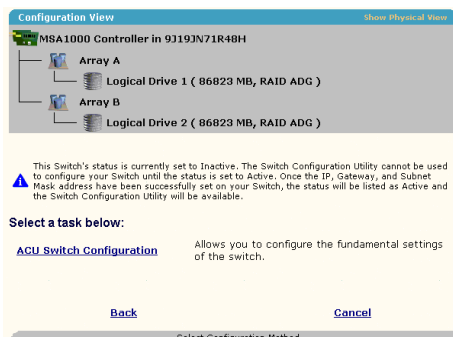 Configuration View
Show Physical View
MSA1000 Controller in 9J19JN71R48H
Array A
Logical Drive 1 ( 86823 MB, RAID ADG )
Array B
Logical Drive 2 ( 86823 MB, RAID ADG )
This Switch's status is currently set to Inactive. The Switch Configuration Utility cannot be used
to configure your Switch until the status is set to Active. Once the IP, Gateway, and Subnet
Mask address have been successfully set on your Switch, the status will be listed as Active and
the Switch Configuration Utility will be available.
Select a task below:
ACU Switch Configuration
Allows you to configure the fundamental settings
of the switch.
Back
Cancel
Select Configuration Method